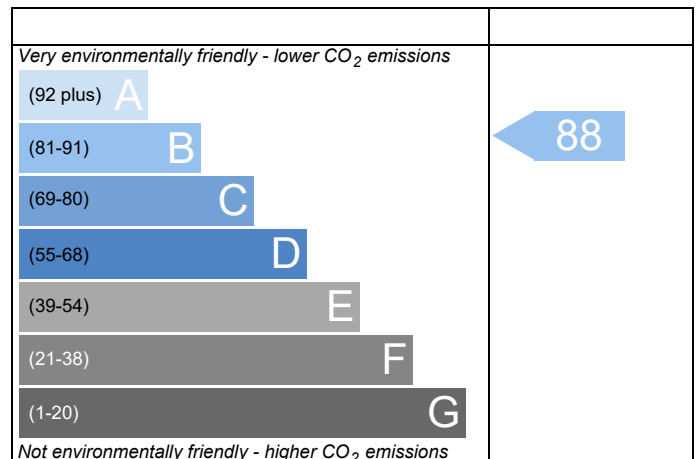 Very environmentally friendly - lower CO₂ emissions
(92 plus) A
(81-91) B
88
(69-80) C
(55-68) D
(39-54) E
(21-38) F
(1-20) G
Not environmentally friendly - higher CO₂ emissions